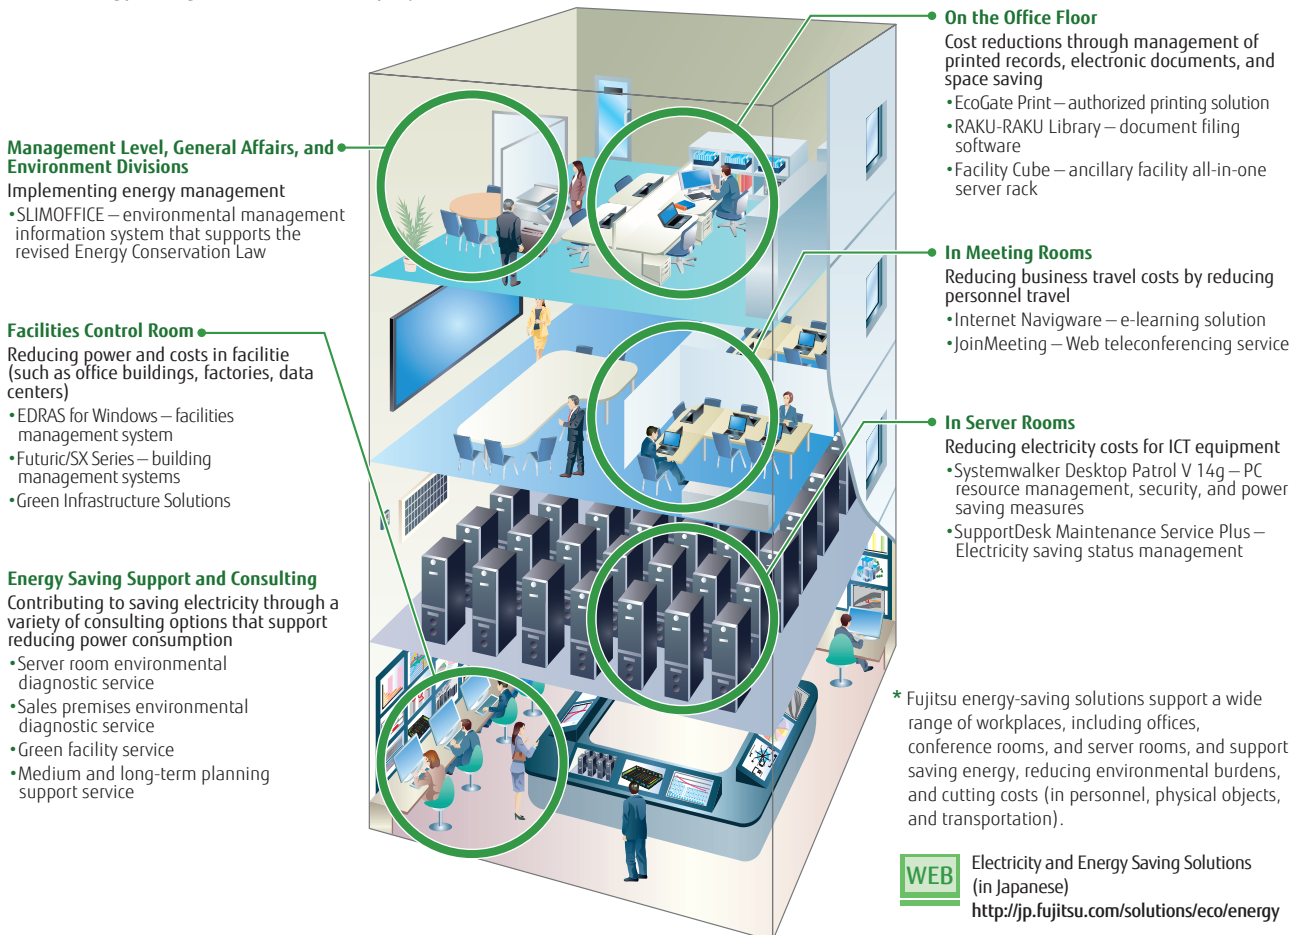 Management Level, General Affairs, and
Environment Divisions
Implementing energy management
•SLIMOFFICE — environmental management
information system that supports the
revised Energy Conservation Law
Facilities Control Room
Reducing power and costs in facilitie
(such as office buildings, factories, data
centers)
•EDRAS for Windows — facilities
management system
•Futuric/SX Series — building
management systems
•Green Infrastructure Solutions
Energy Saving Support and Consulting
Contributing to saving electricity through a
variety of consulting options that support
reducing power consumption
•Server room environmental
diagnostic service
•Sales premises environmental
diagnostic service
•Green facility service
•Medium and long-term planning
support service
On the Office Floor
Cost reductions through management of
printed records, electronic documents, and
space saving
•EcoGate Print — authorized printing solution
•RAKU-RAKU Library — document filing
software
•Facility Cube — ancillary facility all-in-one
server rack
In Meeting Rooms
Reducing business travel costs by reducing
personnel travel
•Internet Navigware — e-learning solution
•JoinMeeting — Web teleconferencing service
In Server Rooms
Reducing electricity costs for ICT equipment
•Systemwalker Desktop Patrol V 14g — PC
resource management, security, and power
saving measures
•SupportDesk Maintenance Service Plus —
Electricity saving status management
* Fujitsu energy-saving solutions support a wide
range of workplaces, including offices,
conference rooms, and server rooms, and support
saving energy, reducing environmental burdens,
and cutting costs (in personnel, physical objects,
and transportation).
WEB
Electricity and Energy Saving Solutions
(in Japanese)
http://jp.fujitsu.com/solutions/eco/energy